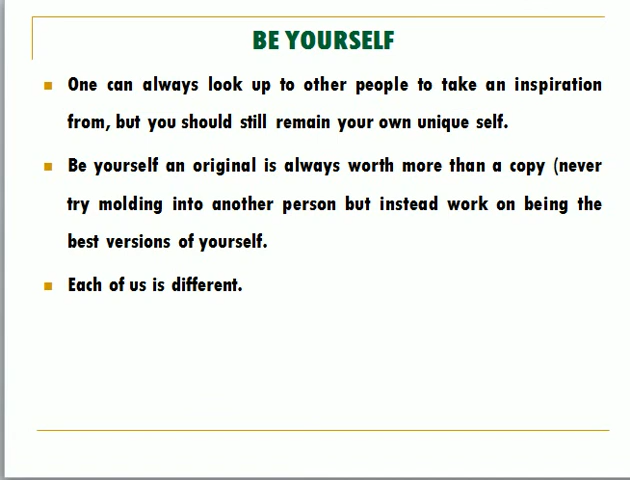 BE YOURSELF
One can always look up to other people to take an inspiration
from, but you should still remain your own unique self.
Be yourself an original is always worth more than a copy (never
try molding into another person but instead work on being the
best versions of yourself.
Each of us is different.